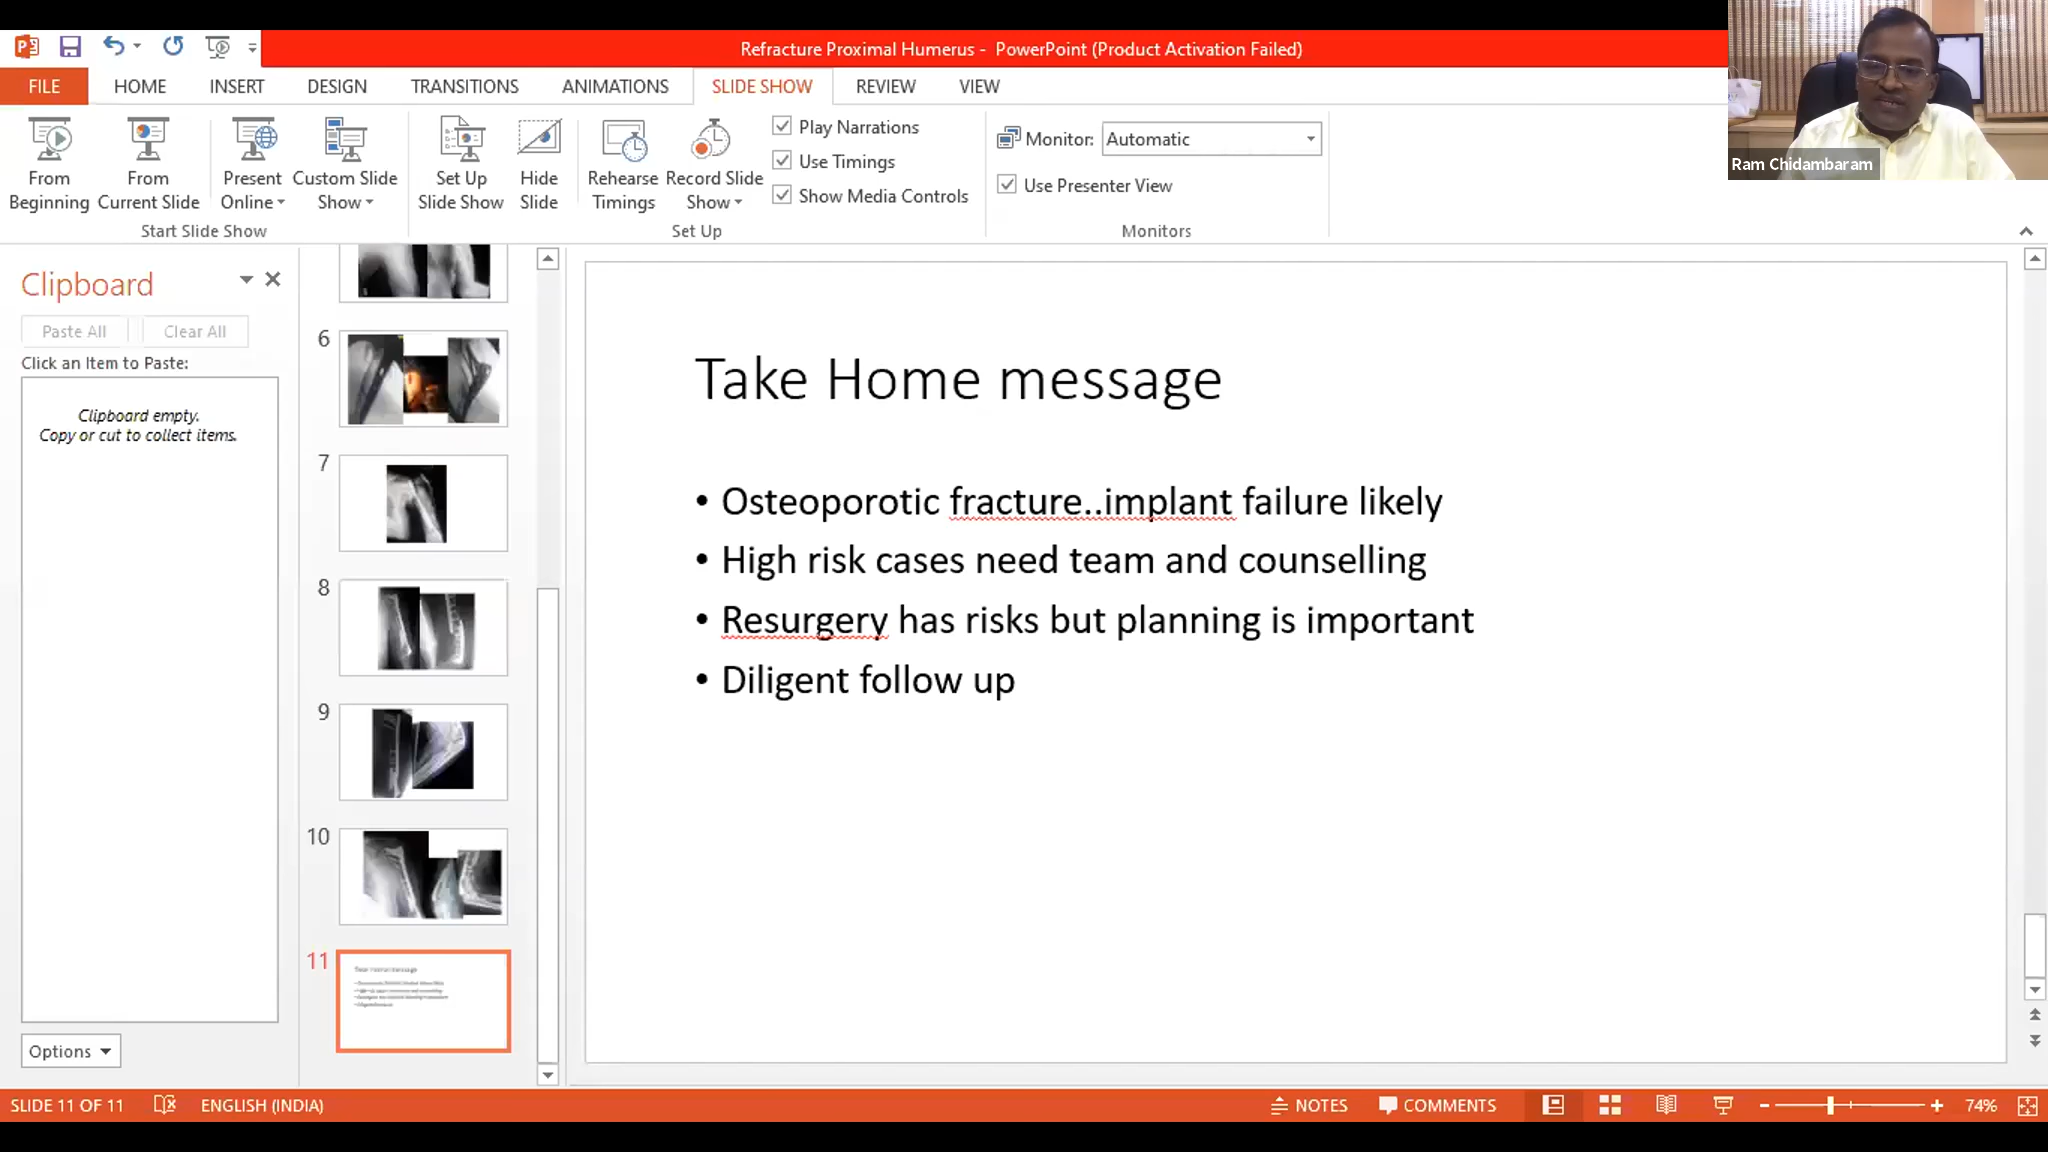 Refracture Proximal Humerus - PowerPoint (Product Activation Failed)
FILE HOME INSERT DESIGN TRANSITIONS ANIMATIONS SLIDE SHOW REVIEW VIEW
From Beginning
From Current Slide
Present Online
Custom Slide Show
Start Slide Show
Set Up Slide Show
Hide Slide
Rehearse Timings
Record Slide Show
Play Narrations
Use Timings
Show Media Controls
Set Up
Monitor: Automatic
Use Presenter View
Monitors
Ram Chidambaram
Clipboard
Paste All Clear All
Click an Item to Paste:
Clipboard empty.
Copy or cut to collect items.
Options
6
7
8
9
10
11
Take Home message
• Osteoporotic fracture..implant failure likely
• High risk cases need team and counselling
• Resurgery has risks but planning is important
• Diligent follow up
SLIDE 11 OF 11 ENGLISH (INDIA) NOTES COMMENTS 74%